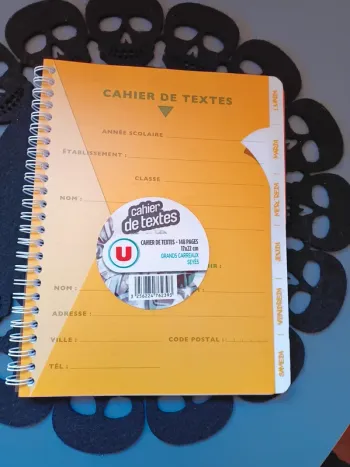 CAHIER DE TEXTES
ANNÉE SCOLAIRE :
ÉTABLISSEMENT :
CLASSE
NOM :
cahier
de textes
U
CAHIER DE TEXTES - 148 PAGES
17x22 cm
GRANDS CARREAUX
SEYÈS
NOM :
ADRESSE :
VILLE :
CODE POSTAL :
TÉL :
LUNDI
MARDI
MERCREDI
JEUDI
VENDREDI
SAMEDI